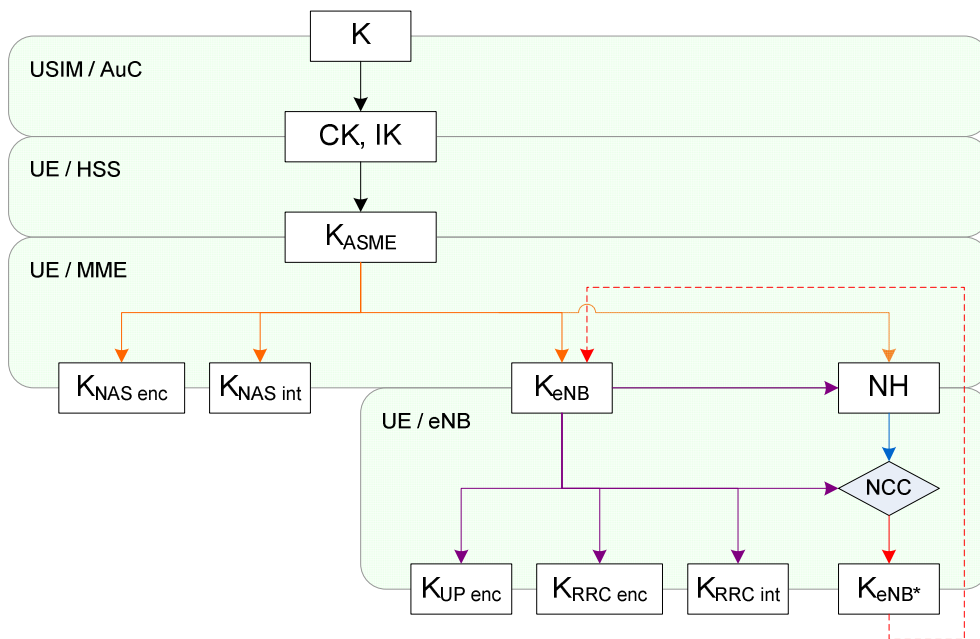 K
USIM / AuC
CK, IK
UE / HSS
KASME
UE / MME
KNAS enc
KNAS int
KeNB
NH
UE / eNB
NCC
KUP enc
KRRC enc
KRRC int
KeNB*